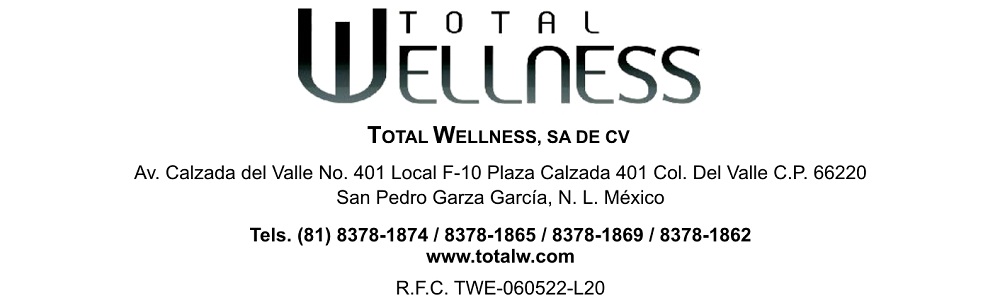 TOTAL
WELLNESS
TOTAL WELLNESS, SA DE CV
Av. Calzada del Valle No. 401 Local F-10 Plaza Calzada 401 Col. Del Valle C.P. 66220
San Pedro Garza García, N. L. México
Tels. (81) 8378-1874 / 8378-1865 / 8378-1869 / 8378-1862
www.totalw.com
R.F.C. TWE-060522-L20